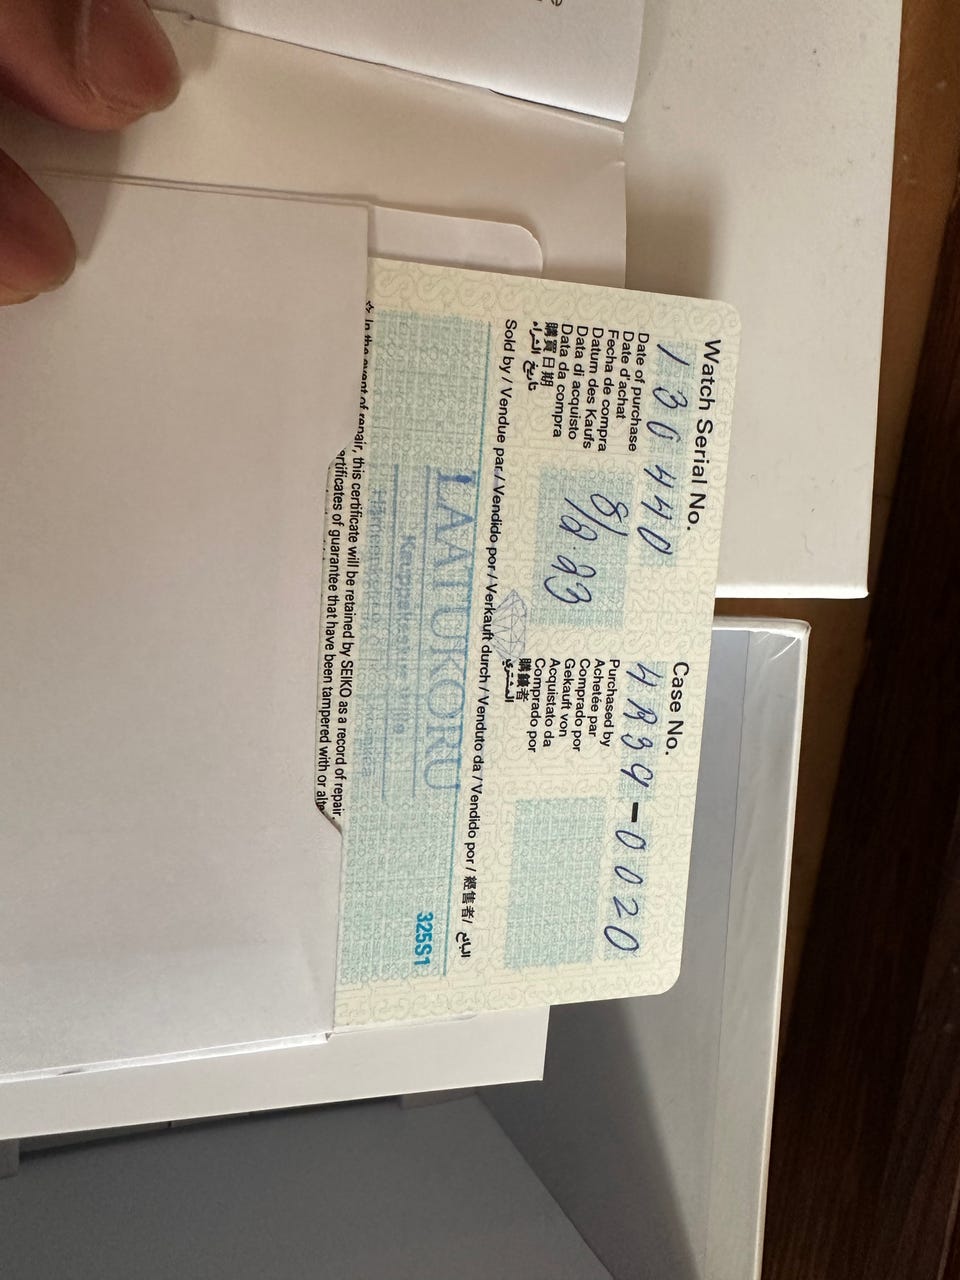 Watch Serial No.
130440
Case No.
4R39-0020
Date of purchase
Date d'achat
Fecha de compra
Datum des Kaufs
Data di acquisto
Data da compra
購買日期
تاريخ الشراء
Purchased by
Achetée par
Comprado por
Gekauft von
Acquistato da
Comprado por
購錶者
المشتري
Sold by / Vendue par / Vendido por / Verkauft durch / Venduto da / Vendido por / 經售者 / البائع
LAATUKORU
Kauppakeskus Willa
325S1
☆ In the event of repair, this certificate will be retained by SEIKO as a record of repair.
certificates of guarantee that have been tampered with or alte